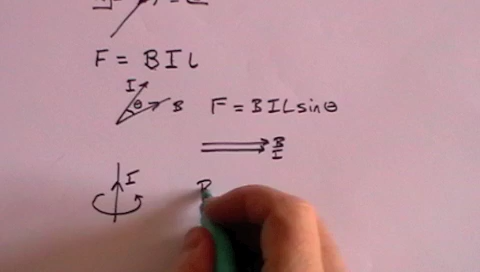 F = BIL
I
θ B F = BILsinθ
B
I
I